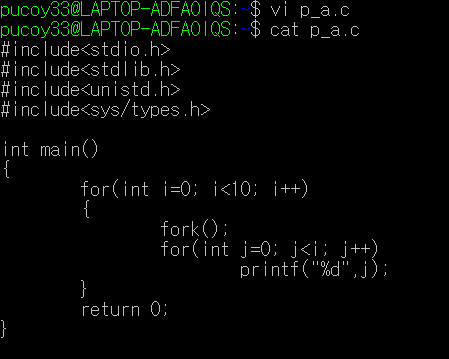 pucoy33@LAPTOP-ADFA0IQS:~$ vi p_a.c
pucoy33@LAPTOP-ADFA0IQS:~$ cat p_a.c
#include<stdio.h>
#include<stdlib.h>
#include<unistd.h>
#include<sys/types.h>

int main()
{
        for(int i=0; i<10; i++)
        {
                fork();
                for(int j=0; j<i; j++)
                        printf("%d",j);
        }
        return 0;
}